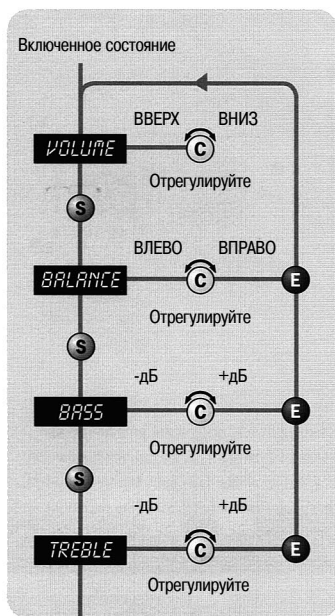 Включенное состояние
ВВЕРХ ВНИЗ
VOLUME C
Отрегулируйте
S
ВЛЕВО ВПРАВО
BALANCE C E
Отрегулируйте
S
-дБ +дБ
BASS C E
Отрегулируйте
S
-дБ +дБ
TREBLE C E
Отрегулируйте